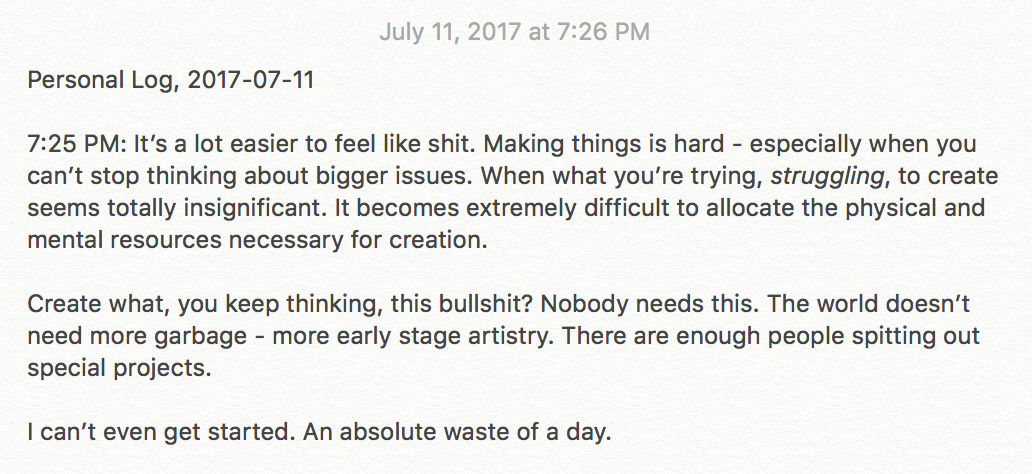 July 11, 2017 at 7:26 PM
Personal Log, 2017-07-11
7:25 PM: It’s a lot easier to feel like shit. Making things is hard - especially when you
can’t stop thinking about bigger issues. When what you’re trying, struggling, to create
seems totally insignificant. It becomes extremely difficult to allocate the physical and
mental resources necessary for creation.
Create what, you keep thinking, this bullshit? Nobody needs this. The world doesn’t
need more garbage - more early stage artistry. There are enough people spitting out
special projects.
I can’t even get started. An absolute waste of a day.